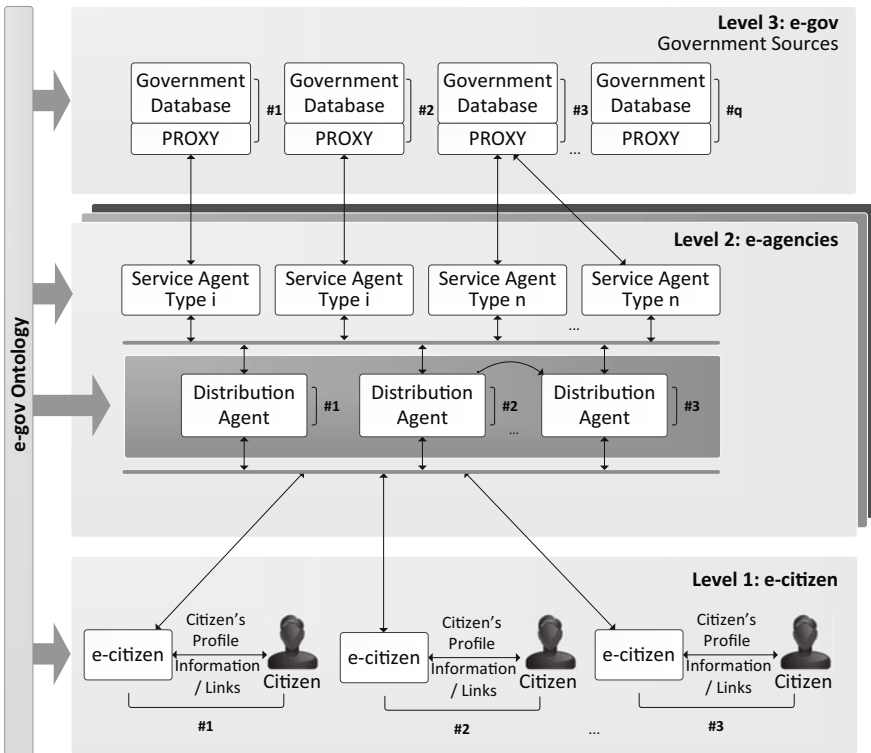 Level 3: e-gov
Government Sources
Government
Database
PROXY
#1
Government
Database
PROXY
#2
Government
Database
PROXY
#3
...
Government
Database
PROXY
#q
e-gov Ontology
Level 2: e-agencies
Service Agent
Type i
Service Agent
Type i
Service Agent
Type n
...
Service Agent
Type n
Distribution
Agent
#1
Distribution
Agent
#2
...
Distribution
Agent
#3
Level 1: e-citizen
e-citizen
Citizen's
Profile
Information
/ Links
Citizen
#1
e-citizen
Citizen's
Profile
Information
/ Links
Citizen
#2
...
e-citizen
Citizen's
Profile
Information
/ Links
Citizen
#3